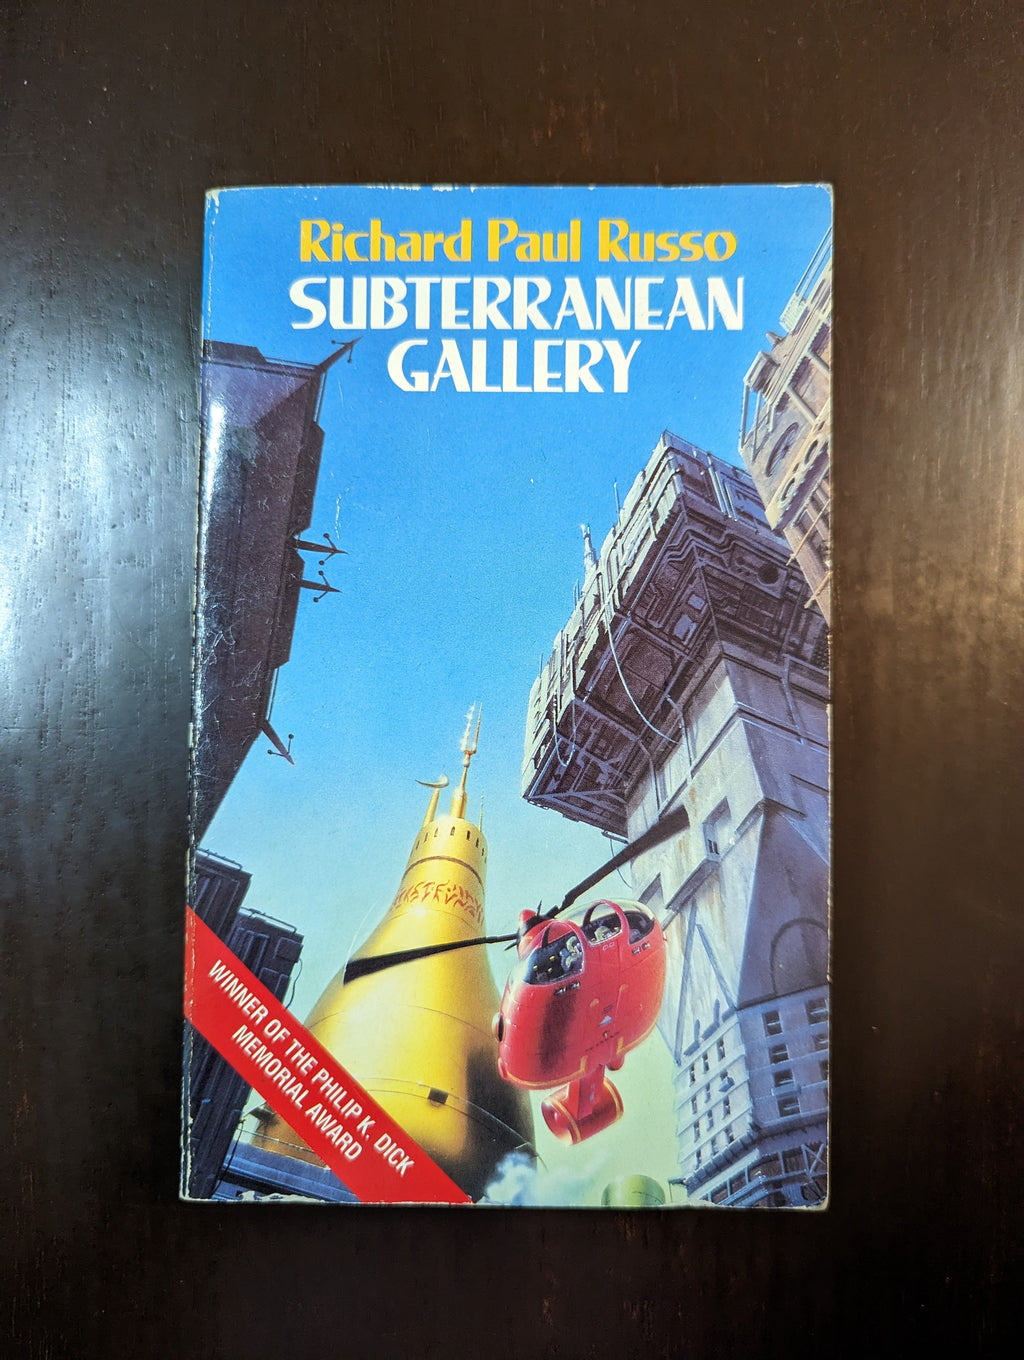 Richard Paul Russo
SUBTERRANEAN
GALLERY
WINNER OF THE PHILIP K. DICK
MEMORIAL AWARD